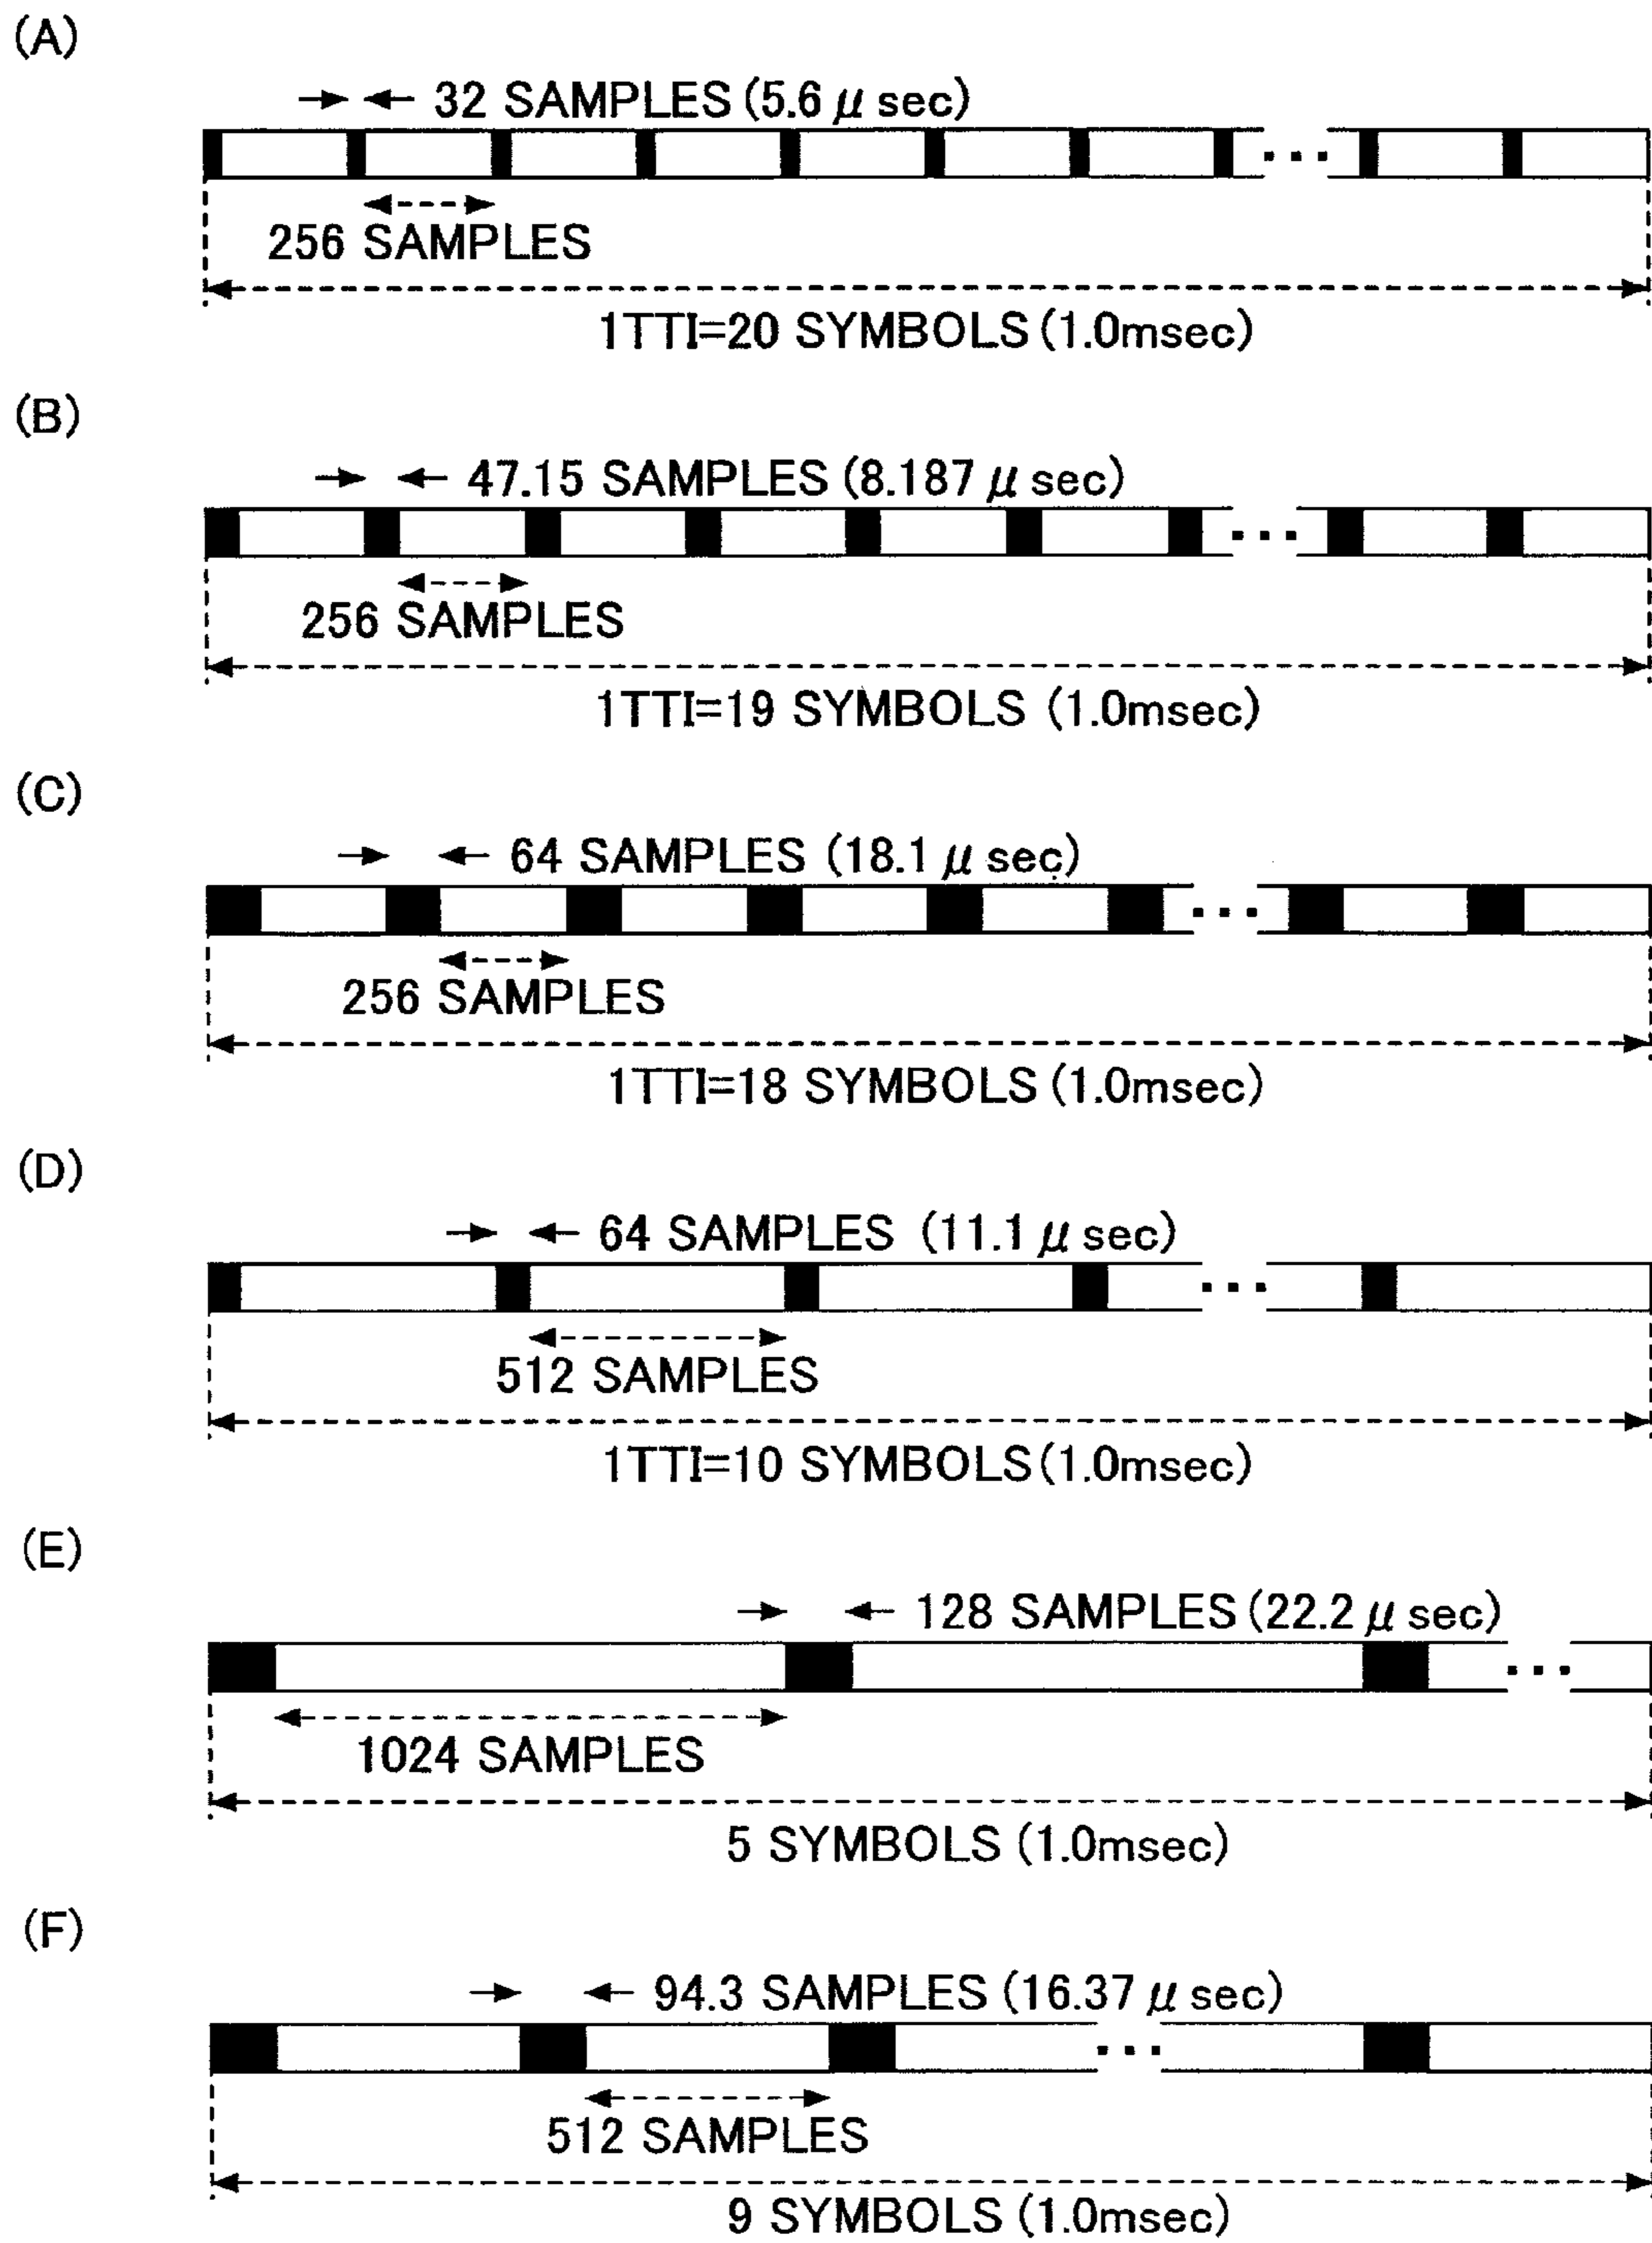 (A)
32 SAMPLES (5.6 μ sec)
...
256 SAMPLES
1TTI=20 SYMBOLS (1.0msec)
(B)
47.15 SAMPLES (8.187 μ sec)
...
256 SAMPLES
1TTI=19 SYMBOLS (1.0msec)
(C)
64 SAMPLES (18.1 μ sec)
...
256 SAMPLES
1TTI=18 SYMBOLS (1.0msec)
(D)
64 SAMPLES (11.1 μ sec)
...
512 SAMPLES
1TTI=10 SYMBOLS (1.0msec)
(E)
128 SAMPLES (22.2 μ sec)
...
1024 SAMPLES
5 SYMBOLS (1.0msec)
(F)
94.3 SAMPLES (16.37 μ sec)
...
512 SAMPLES
9 SYMBOLS (1.0msec)